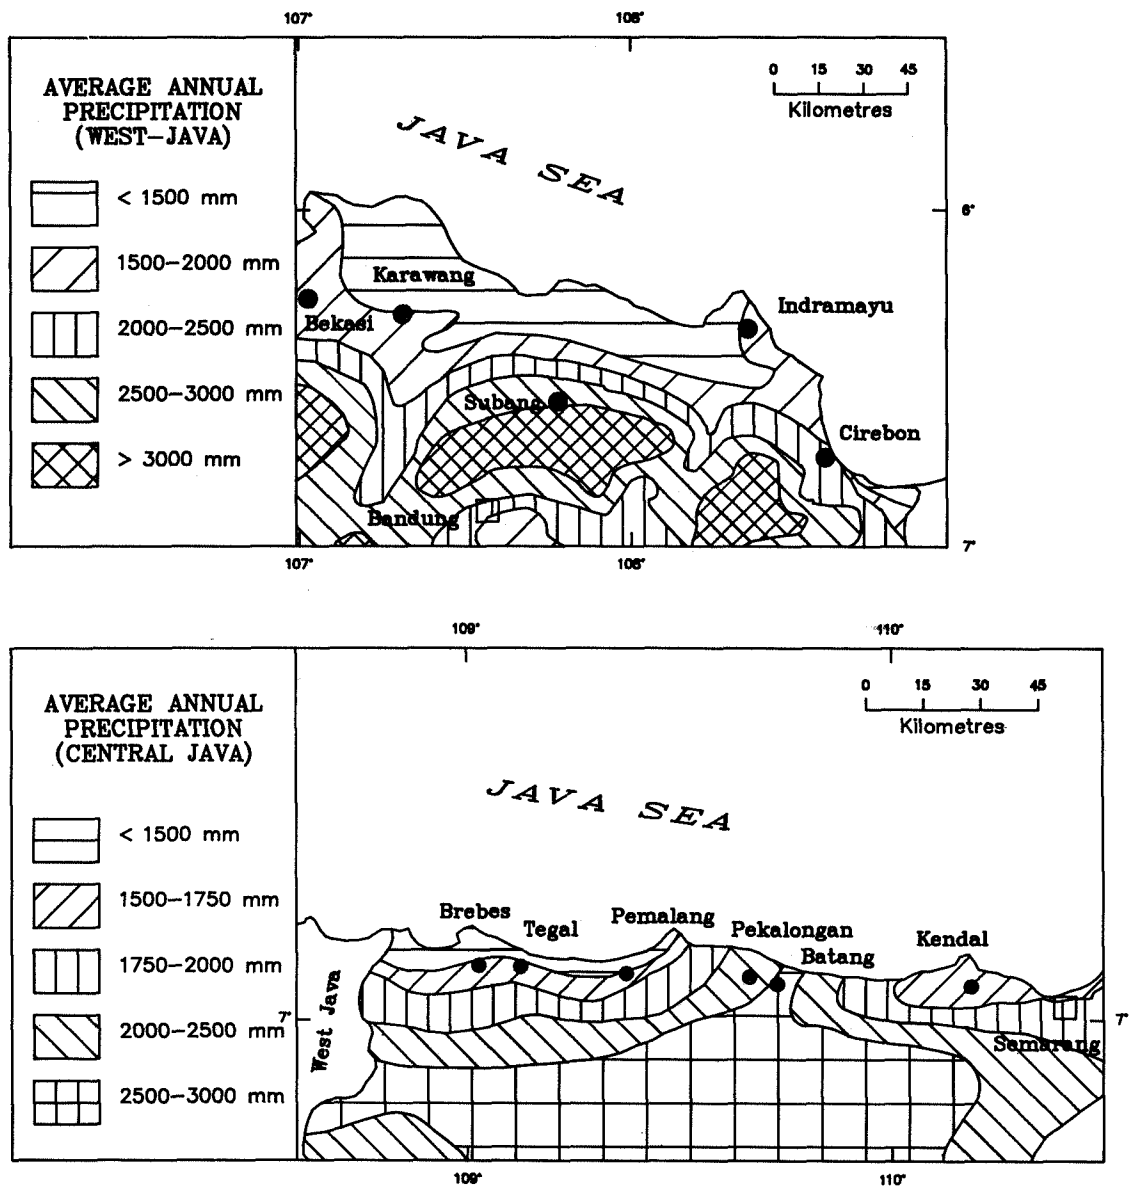 107° 108°
AVERAGE ANNUAL
PRECIPITATION
(WEST-JAVA)
< 1500 mm
1500-2000 mm
2000-2500 mm
2500-3000 mm
> 3000 mm
0 15 30 45
Kilometres
JAVA SEA
6°
Karawang
Indramayu
Bekasi
Subang
Cirebon
Bandung
7°
107° 108°
109° 110°
AVERAGE ANNUAL
PRECIPITATION
(CENTRAL JAVA)
< 1500 mm
1500-1750 mm
1750-2000 mm
2000-2500 mm
2500-3000 mm
0 15 30 45
Kilometres
JAVA SEA
Brebes
Tegal
Pemalang
Pekalongan
Batang
Kendal
West Java
7° 7°
Semarang
109° 110°